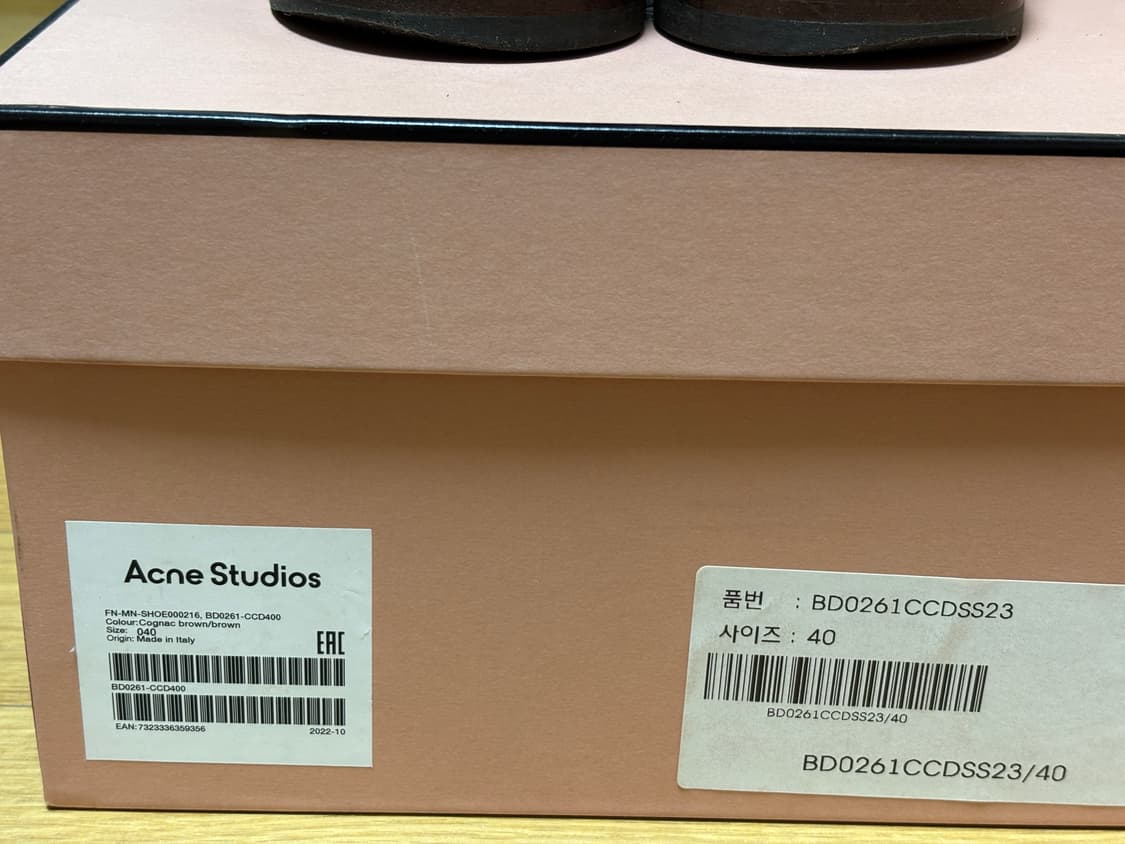 Acne Studios
FN-MN-SHOE000216, BD0261-CCD400
Colour:Cognac brown/brown
Size: 040
Origin: Made in Italy
EAC
BD0261-CCD400
EAN:7323336359356
2022-10
품번 : BD0261CCDSS23
사이즈 : 40
BD0261CCDSS23/40
BD0261CCDSS23/40